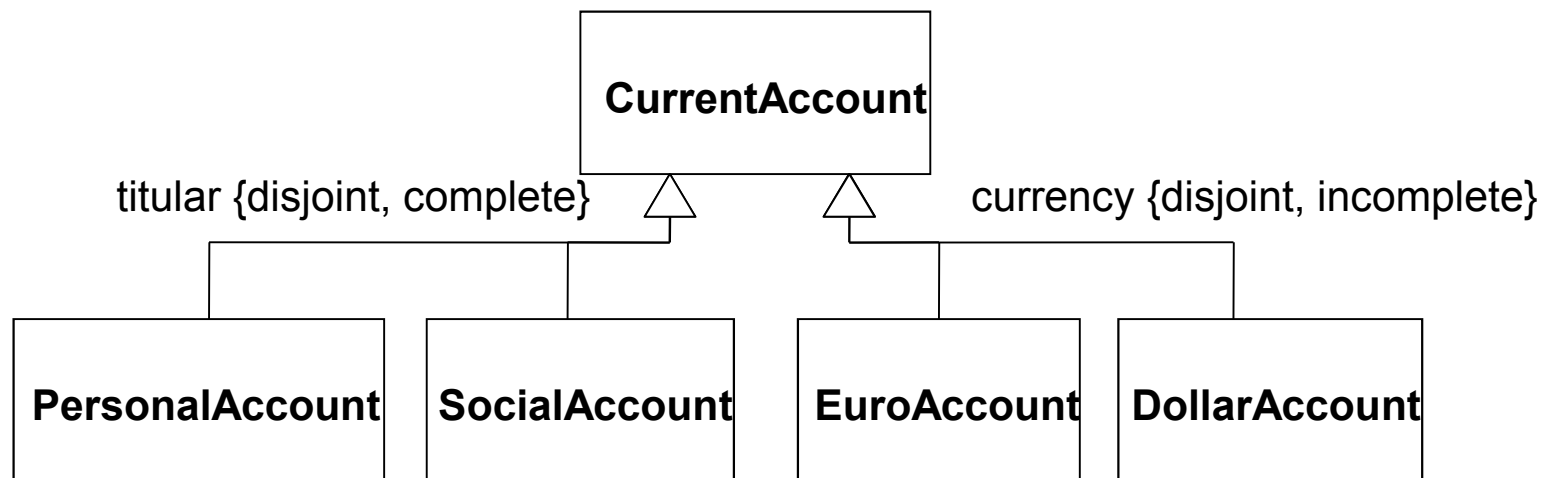 CurrentAccount
titular {disjoint, complete}
currency {disjoint, incomplete}
PersonalAccount
SocialAccount
EuroAccount
DollarAccount